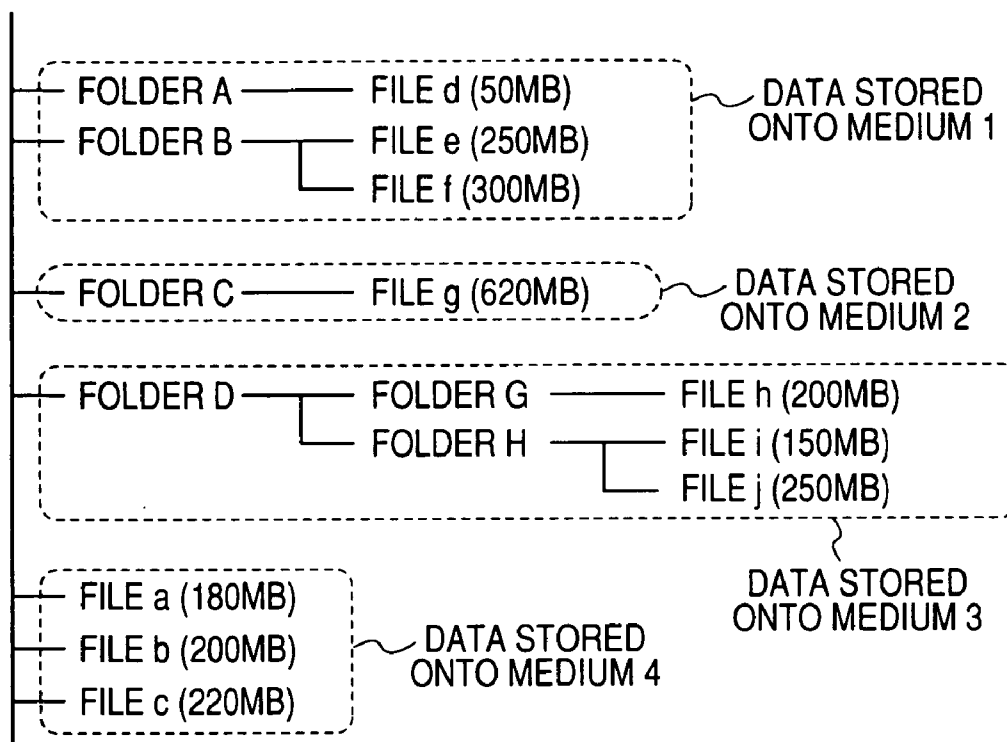 FOLDER A FILE d (50MB)
FOLDER B FILE e (250MB)
FILE f (300MB)
DATA STORED
ONTO MEDIUM 1
FOLDER C FILE g (620MB)
DATA STORED
ONTO MEDIUM 2
FOLDER D FOLDER G FILE h (200MB)
FOLDER H FILE i (150MB)
FILE j (250MB)
DATA STORED
ONTO MEDIUM 3
FILE a (180MB)
FILE b (200MB)
FILE c (220MB)
DATA STORED
ONTO MEDIUM 4